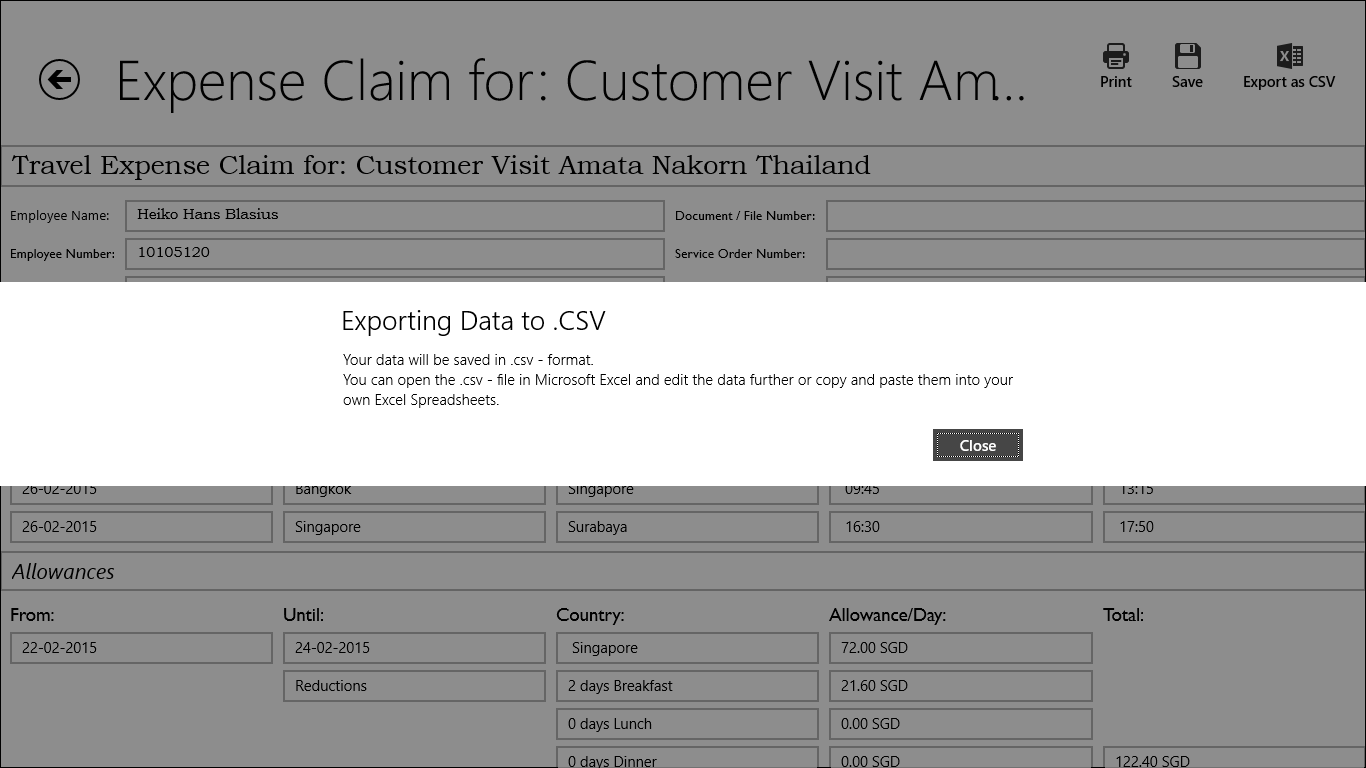 Expense Claim for: Customer Visit Am...
Print
Save
Export as CSV
Travel Expense Claim for: Customer Visit Amata Nakorn Thailand
Employee Name:
Heiko Hans Blasius
Document / File Number:
Employee Number:
10105120
Service Order Number:
Exporting Data to .CSV
Your data will be saved in .csv - format.
You can open the .csv - file in Microsoft Excel and edit the data further or copy and paste them into your
own Excel Spreadsheets.
Close
26-02-2015
Bangkok
Singapore
09:45
13:15
26-02-2015
Singapore
Surabaya
16:30
17:50
Allowances
From:
Until:
Country:
Allowance/Day:
Total:
22-02-2015
24-02-2015
Singapore
72.00 SGD
Reductions
2 days Breakfast
21.60 SGD
0 days Lunch
0.00 SGD
0 days Dinner
0.00 SGD
122.40 SGD